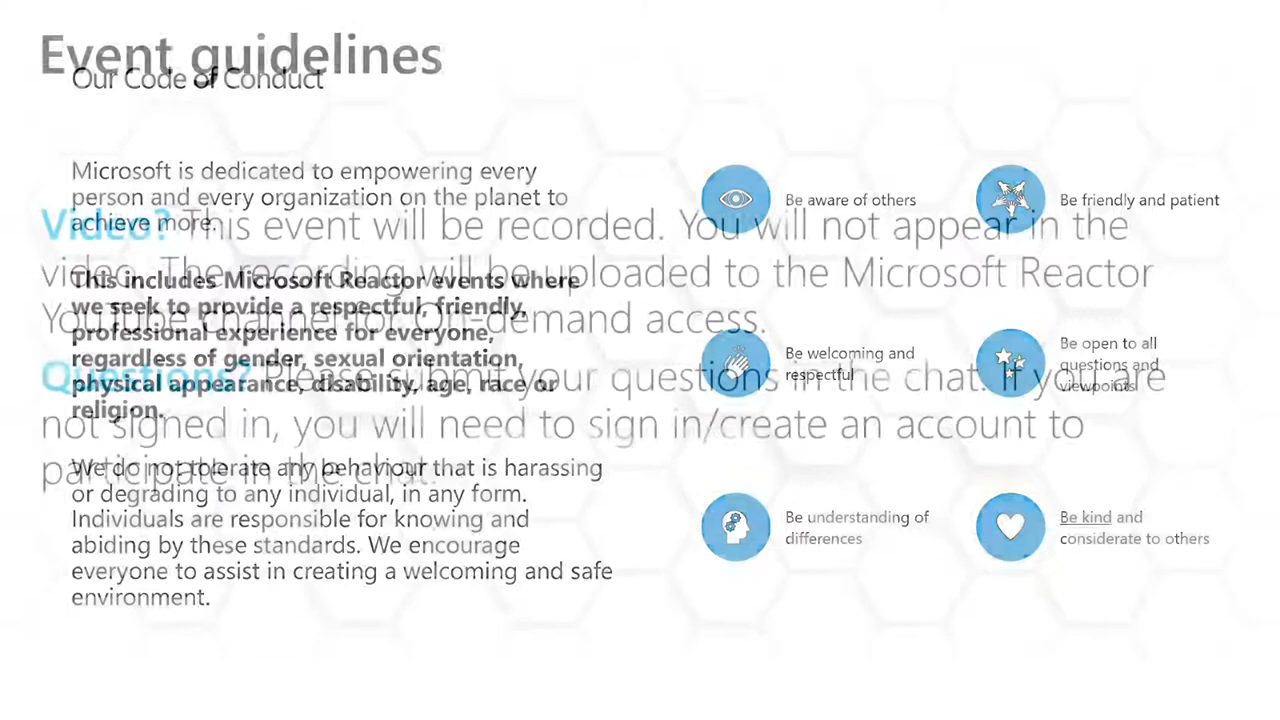 Event guidelines
Video? This event will be recorded. You will not appear in the
video. The recording will be uploaded to the Microsoft Reactor
YouTube channel for on-demand access.
Questions? Please submit your questions in the chat. If you are
not signed in, you will need to sign in/create an account to
participate in the chat.
Our Code of Conduct
Microsoft is dedicated to empowering every
person and every organization on the planet to
achieve more.
This includes Microsoft Reactor events where
we seek to provide a respectful, friendly,
professional experience for everyone,
regardless of gender, sexual orientation,
physical appearance, disability, age, race or
religion.
We do not tolerate any behaviour that is harassing
or degrading to any individual, in any form.
Individuals are responsible for knowing and
abiding by these standards. We encourage
everyone to assist in creating a welcoming and safe
environment.
Be aware of others
Be friendly and patient
Be welcoming and
respectful
Be open to all
questions and
viewpoints
Be understanding of
differences
Be kind and
considerate to others